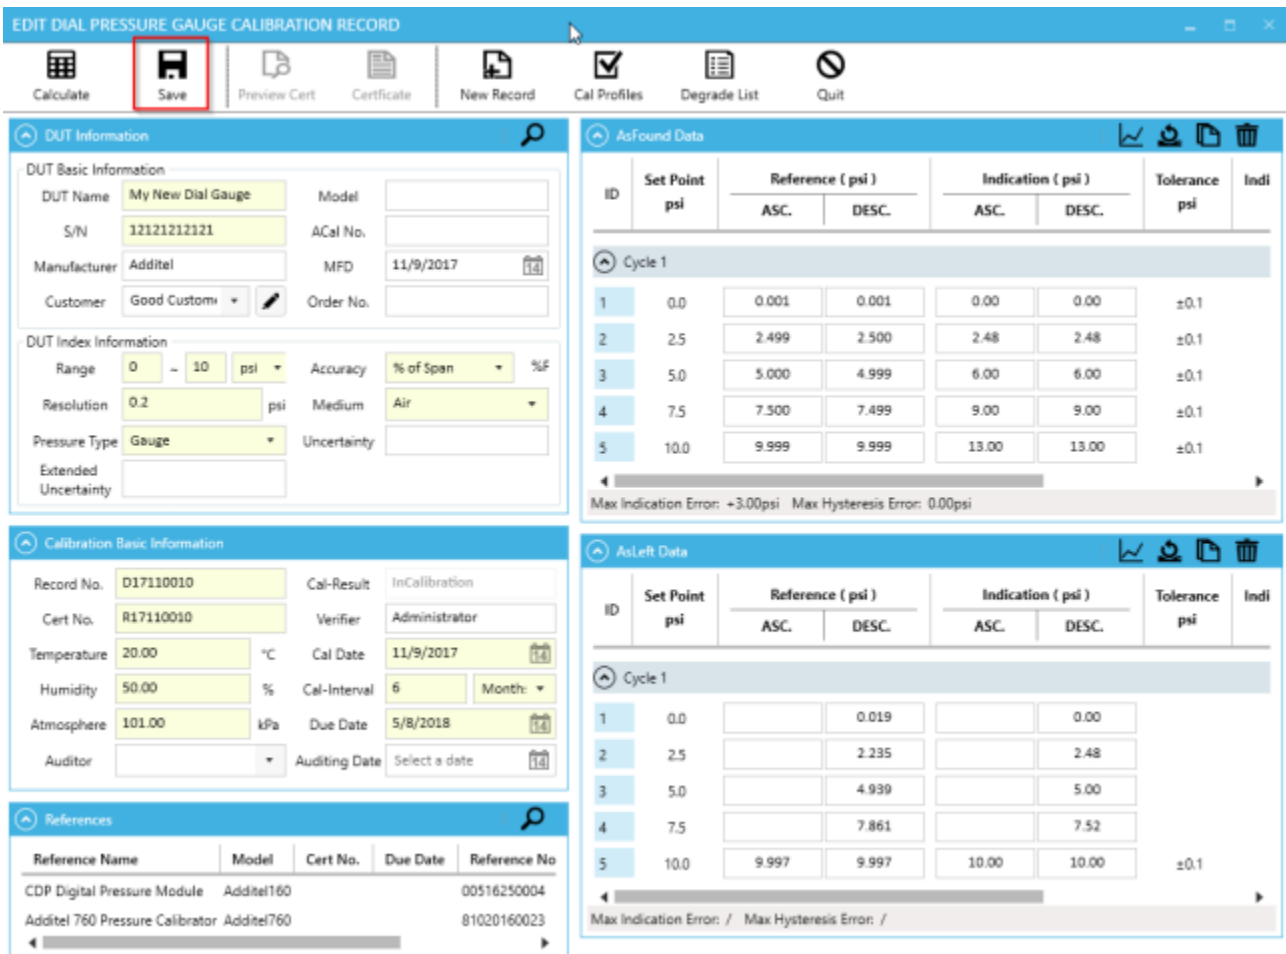 EDIT DIAL PRESSURE GAUGE CALIBRATION RECORD
Calculate Save Preview Cert Certficate New Record Cal Profiles Degrade List Quit
DUT Information
DUT Basic Information
DUT Name My New Dial Gauge Model
S/N 12121212121 ACal No.
Manufacturer Additel MFD 11/9/2017 14
Customer Good Custom Order No.
DUT Index Information
Range 0 ~ 10 psi Accuracy % of Span %F
Resolution 0.2 psi Medium Air
Pressure Type Gauge Uncertainty
Extended
Uncertainty
Calibration Basic Information
Record No. D17110010 Cal-Result InCalibration
Cert No. R17110010 Verifier Administrator
Temperature 20.00 °C Cal Date 11/9/2017 14
Humidity 50.00 % Cal-Interval 6 Month:
Atmosphere 101.00 kPa Due Date 5/8/2018 14
Auditor Auditing Date Select a date 14
References
Reference Name Model Cert No. Due Date Reference No
CDP Digital Pressure Module Additel160 00516250004
Additel 760 Pressure Calibrator Additel760 81020160023
AsFound Data
ID Set Point Reference ( psi ) Indication ( psi ) Tolerance Indi
psi ASC. DESC. ASC. DESC. psi
Cycle 1
1 0.0 0.001 0.001 0.00 0.00 ±0.1
2 2.5 2.499 2.500 2.48 2.48 ±0.1
3 5.0 5.000 4.999 6.00 6.00 ±0.1
4 7.5 7.500 7.499 9.00 9.00 ±0.1
5 10.0 9.999 9.999 13.00 13.00 ±0.1
Max Indication Error: +3.00psi Max Hysteresis Error: 0.00psi
AsLeft Data
ID Set Point Reference ( psi ) Indication ( psi ) Tolerance Indi
psi ASC. DESC. ASC. DESC. psi
Cycle 1
1 0.0 0.019 0.00
2 2.5 2.235 2.48
3 5.0 4.939 5.00
4 7.5 7.861 7.52
5 10.0 9.997 9.997 10.00 10.00 ±0.1
Max Indication Error: / Max Hysteresis Error: /